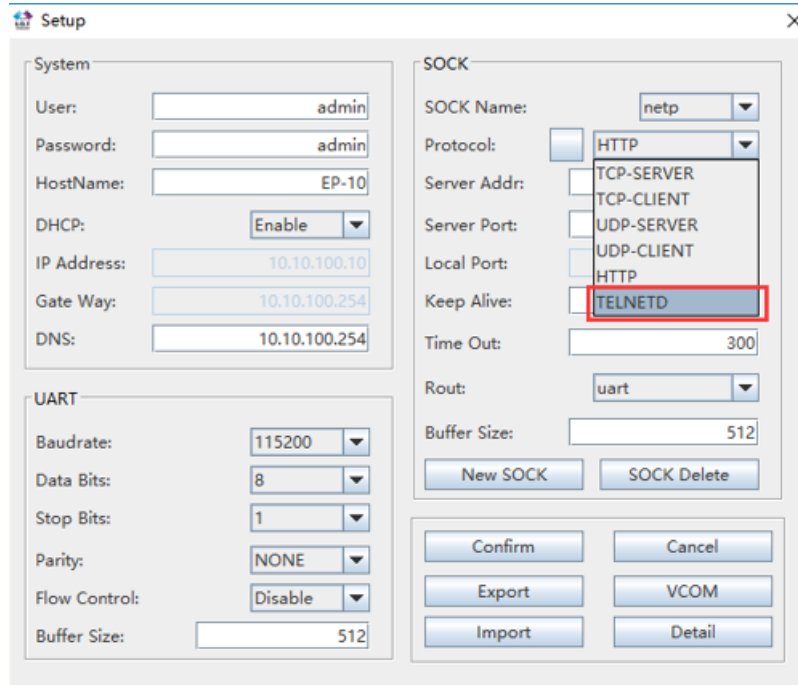 Setup
System
User: admin
Password: admin
HostName: EP-10
DHCP: Enable
IP Address: 10.10.100.10
Gate Way: 10.10.100.254
DNS: 10.10.100.254
UART
Baudrate: 115200
Data Bits: 8
Stop Bits: 1
Parity: NONE
Flow Control: Disable
Buffer Size: 512
SOCK
SOCK Name: netp
Protocol: HTTP
TCP-SERVER
Server Addr:
TCP-CLIENT
Server Port:
UDP-SERVER
UDP-CLIENT
Local Port:
HTTP
Keep Alive: TELNETD
Time Out: 300
Rout: uart
Buffer Size: 512
New SOCK SOCK Delete
Confirm Cancel
Export VCOM
Import Detail